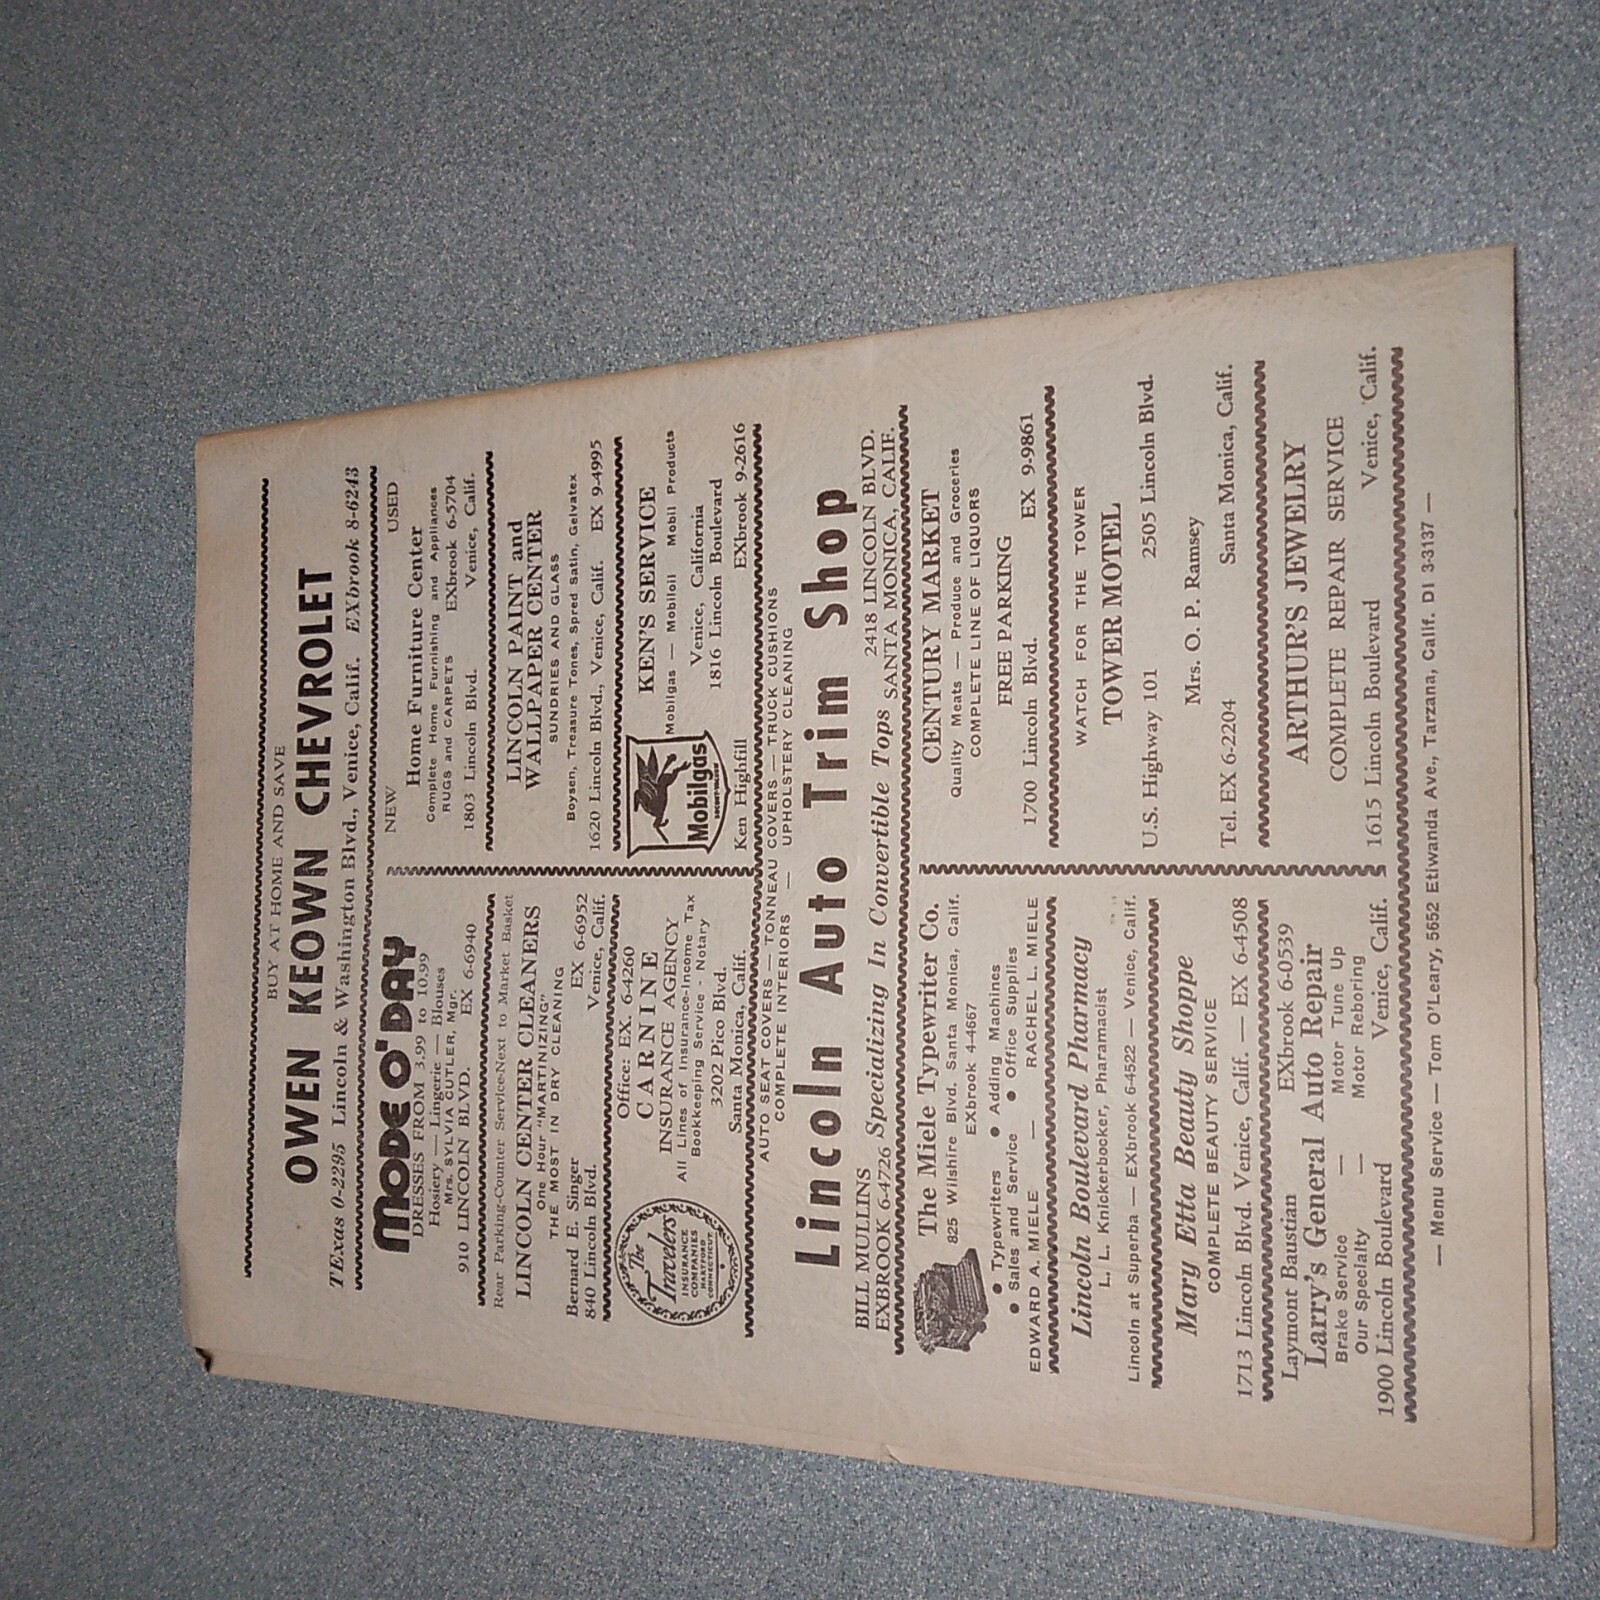 BUY AT HOME AND SAVE
OWEN KEOWN CHEVROLET
TExas 0-2295 Lincoln & Washington Blvd., Venice, Calif. EXbrook 8-6243
MODE O'DAY
DRESSES FROM 3.99 to 10.99
Hosiery — Lingerie — Blouses
Mrs. SYLVIA CUTLER, Mgr.
910 LINCOLN BLVD. EX 6-6940
Rear Parking-Counter Service-Next to Market Basket
LINCOLN CENTER CLEANERS
One Hour "MARTINIZING"
THE MOST IN DRY CLEANING
Bernard E. Singer EX 6-6952
840 Lincoln Blvd. Venice, Calif.
The Travelers
INSURANCE
COMPANIES
HARTFORD
CONNECTICUT
Office: EX. 6-4260
CARNINE
INSURANCE AGENCY
All Lines of Insurance-Income Tax
Bookeeping Service - Notary
3202 Pico Blvd.
Santa Monica, Calif.
NEW USED
Home Furniture Center
Complete Home Furnishing and Appliances
RUGS and CARPETS EXbrook 6-5704
1803 Lincoln Blvd. Venice, Calif.
LINCOLN PAINT and
WALLPAPER CENTER
SUNDRIES AND GLASS
Boysen, Treasure Tones, Spred Satin, Gelvatex
1620 Lincoln Blvd., Venice, Calif. EX 9-4995
Mobilgas
SOCONY-VACUUM
KEN'S SERVICE
Mobilgas — Mobiloil Mobil Products
Venice, California
1816 Lincoln Boulevard
Ken Highfill EXbrook 9-2616
AUTO SEAT COVERS — TONNEAU COVERS — TRUCK CUSHIONS
COMPLETE INTERIORS — UPHOLSTERY CLEANING
Lincoln Auto Trim Shop
BILL MULLINS 2418 LINCOLN BLVD.
EXBROOK 6-4726 Specializing In Convertible Tops SANTA MONICA, CALIF.
The Miele Typewriter Co.
825 Wilshire Blvd. Santa Monica, Calif.
EXbrook 4-4667
• Typewriters • Adding Machines
• Sales and Service • Office Supplies
EDWARD A. MIELE — RACHEL L. MIELE
Lincoln Boulevard Pharmacy
L. L. Knickerbocker, Pharamacist
Lincoln at Superba — EXbrook 6-4522 — Venice, Calif.
Mary Etta Beauty Shoppe
COMPLETE BEAUTY SERVICE
1713 Lincoln Blvd. Venice, Calif. — EX 6-4508
Laymont Baustian EXbrook 6-0539
Larry's General Auto Repair
Brake Service — Motor Tune Up
Our Specialty — Motor Reboring
1900 Lincoln Boulevard Venice, Calif.
CENTURY MARKET
Quality Meats — Produce and Groceries
COMPLETE LINE OF LIQUORS
FREE PARKING
1700 Lincoln Blvd. EX 9-9861
WATCH FOR THE TOWER
TOWER MOTEL
U.S. Highway 101 2505 Lincoln Blvd.
Mrs. O. P. Ramsey
Tel. EX 6-2204 Santa Monica, Calif.
ARTHUR'S JEWELRY
COMPLETE REPAIR SERVICE
1615 Lincoln Boulevard Venice, Calif.
— Menu Service — Tom O'Leary, 5652 Etiwanda Ave., Tarzana, Calif. DI 3-3137 —